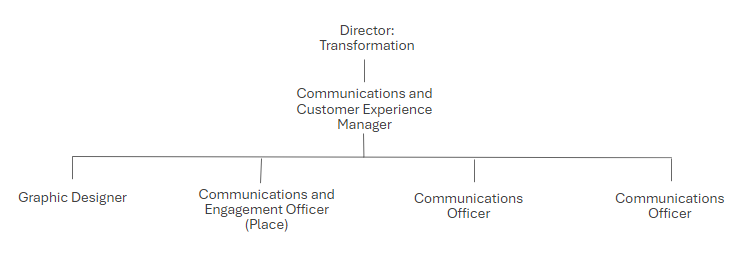 Director:
Transformation
Communications and
Customer Experience
Manager
Graphic Designer
Communications and
Engagement Officer
(Place)
Communications
Officer
Communications
Officer